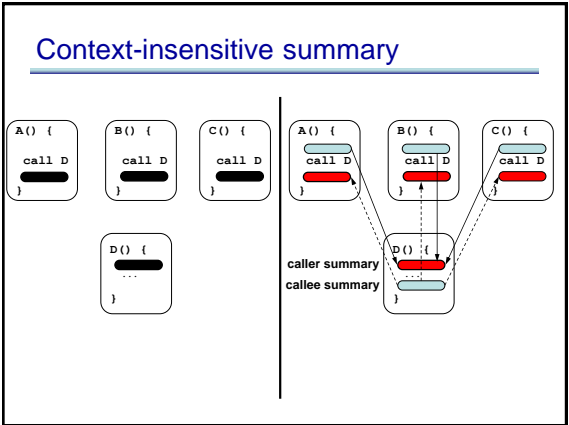 Context-insensitive summary
A() {
call D
}
B() {
call D
}
C() {
call D
}
D() {
...
}
A() {
call D
}
B() {
call D
}
C() {
call D
}
D() {
caller summary
...
callee summary
}